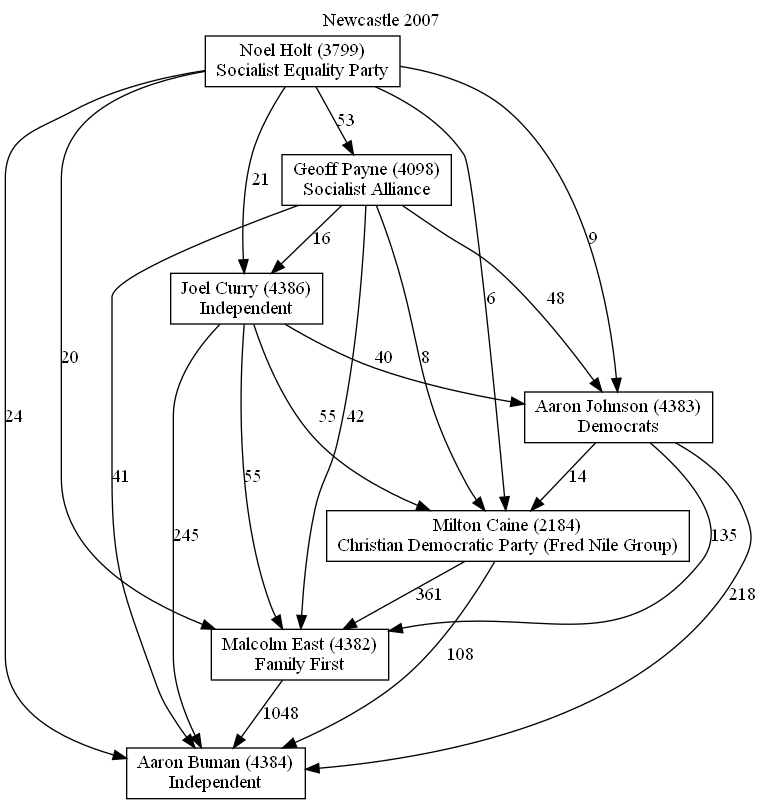 Newcastle 2007
Noel Holt (3799)
Socialist Equality Party
53
Geoff Payne (4098)
Socialist Alliance
21
16
9
Joel Curry (4386)
Independent
6
48
20
40
8
Aaron Johnson (4383)
Democrats
24
55
42
41
55
14
Milton Caine (2184)
Christian Democratic Party (Fred Nile Group)
245
135
361
218
Malcolm East (4382)
Family First
108
1048
Aaron Buman (4384)
Independent